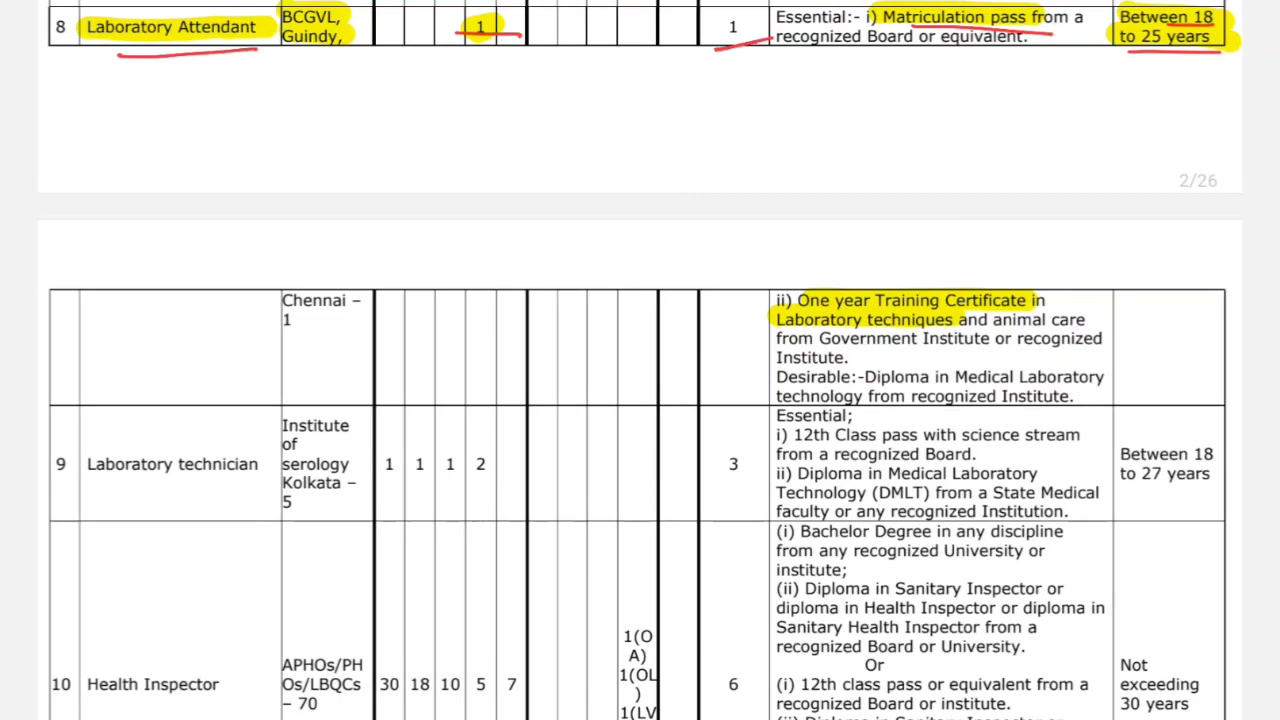 8 Laboratory Attendant BCGVL, Guindy, 1 1 Essential:- i) Matriculation pass from a recognized Board or equivalent. Between 18 to 25 years
2/26
Chennai –
1
ii) One year Training Certificate in
Laboratory techniques and animal care
from Government Institute or recognized
Institute.
Desirable:-Diploma in Medical Laboratory
technology from recognized Institute.
9 Laboratory technician
Institute
of
serology
Kolkata –
5
1 1 1 2 3
Essential;
i) 12th Class pass with science stream
from a recognized Board.
ii) Diploma in Medical Laboratory
Technology (DMLT) from a State Medical
faculty or any recognized Institution.
Between 18
to 27 years
10 Health Inspector
APHOs/PH
Os/LBQCs
– 70
30 18 10 5 7
1(O
A)
1(OL
)
1(LV
6
(i) Bachelor Degree in any discipline
from any recognized University or
institute;
(ii) Diploma in Sanitary Inspector or
diploma in Health Inspector or diploma in
Sanitary Health Inspector from a
recognized Board or University.
Or
(i) 12th class pass or equivalent from a
recognized Board or institute.
(ii) Diploma in Sanitary Inspector or
Not
exceeding
30 years